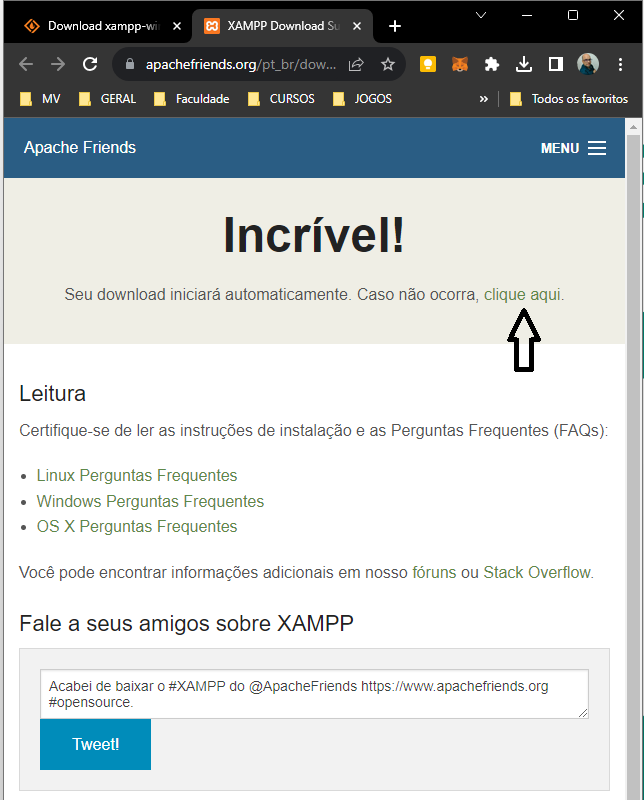 Download xampp-wi
XAMPP Download Su
apachefriends.org/pt_br/dow...
MV
GERAL
Faculdade
CURSOS
JOGOS
»
Todos os favoritos
Apache Friends
MENU
Incrível!
Seu download iniciará automaticamente. Caso não ocorra, clique aqui.
Leitura
Certifique-se de ler as instruções de instalação e as Perguntas Frequentes (FAQs):
• Linux Perguntas Frequentes
• Windows Perguntas Frequentes
• OS X Perguntas Frequentes
Você pode encontrar informações adicionais em nosso fóruns ou Stack Overflow.
Fale a seus amigos sobre XAMPP
Acabei de baixar o #XAMPP do @ApacheFriends https://www.apachefriends.org
#opensource.
Tweet!